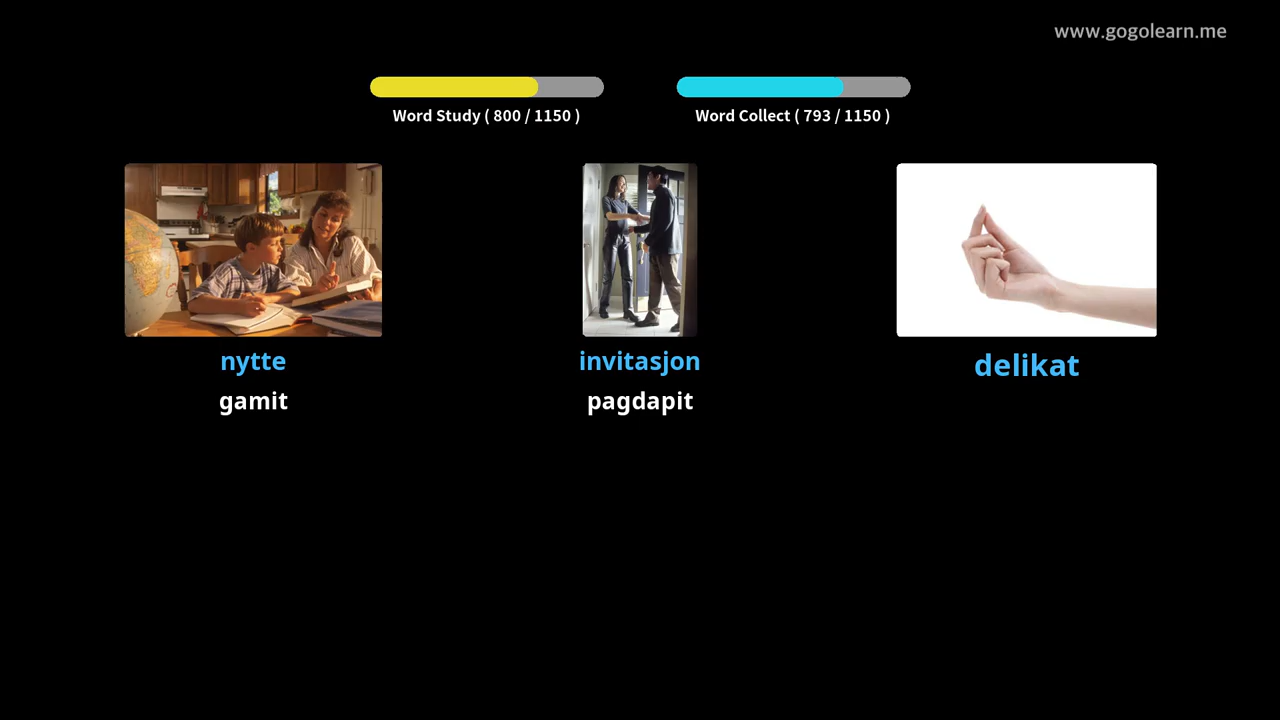 www.gogolearn.me
Word Study ( 800 / 1150 )
Word Collect ( 793 / 1150 )
nytte
gamit
invitasjon
pagdapit
delikat